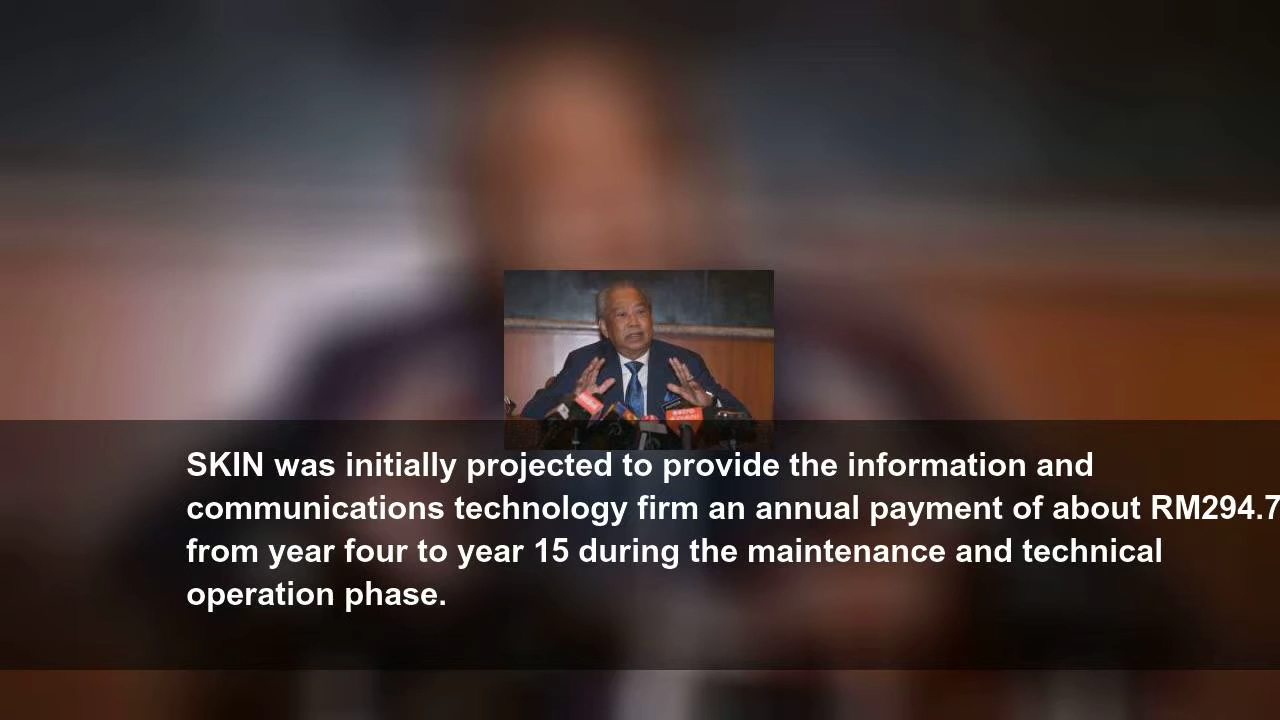 SKIN was initially projected to provide the information and
communications technology firm an annual payment of about RM294.7
from year four to year 15 during the maintenance and technical
operation phase.